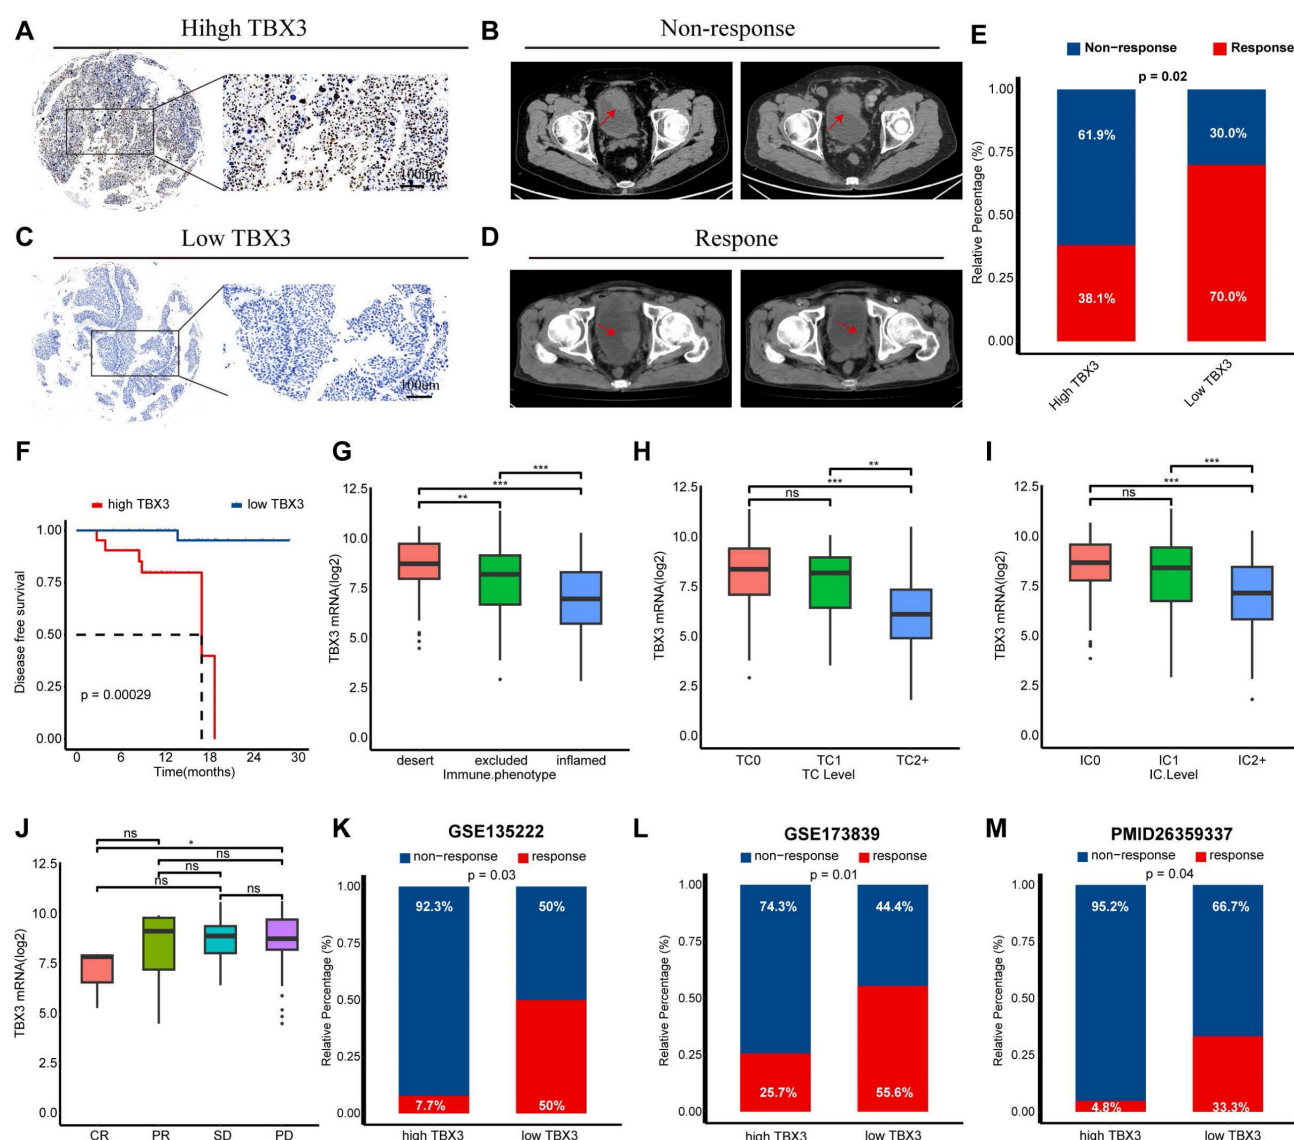 A
Hihgh TBX3
100um
B
Non-response
C
Low TBX3
100um
D
Respone
E
Non-response Response
p = 0.02
Relative Percentage (%)
1.00
0.75
0.50
0.25
0.00
61.9%
30.0%
38.1%
70.0%
High TBX3
Low TBX3
F
high TBX3 low TBX3
Disease free survival
1.00
0.75
0.50
0.25
0.00
p = 0.00029
0 6 12 18 24 30
Time(months)
G
TBX3 mRNA(log2)
12.5
10.0
7.5
5.0
2.5
0.0
***
***
**
desert excluded inflamed
Immune.phenotype
H
TBX3 mRNA(log2)
12.5
10.0
7.5
5.0
2.5
0.0
**
***
ns
TC0 TC1 TC2+
TC Level
I
TBX3 mRNA(log2)
12.5
10.0
7.5
5.0
2.5
0.0
***
***
ns
IC0 IC1 IC2+
IC.Level
J
TBX3 mRNA(log2)
12.5
10.0
7.5
5.0
2.5
0.0
ns
*
ns
ns
ns
ns
CR PR SD PD
K
GSE135222
non-response response
p = 0.03
Relative Percentage (%)
1.00
0.75
0.50
0.25
0.00
92.3%
50%
7.7%
50%
high TBX3 low TBX3
L
GSE173839
non-response response
p = 0.01
Relative Percentage (%)
1.00
0.75
0.50
0.25
0.00
74.3%
44.4%
25.7%
55.6%
high TBX3 low TBX3
M
PMID26359337
non-response response
p = 0.04
Relative Percentage (%)
1.00
0.75
0.50
0.25
0.00
95.2%
66.7%
4.8%
33.3%
high TBX3 low TBX3